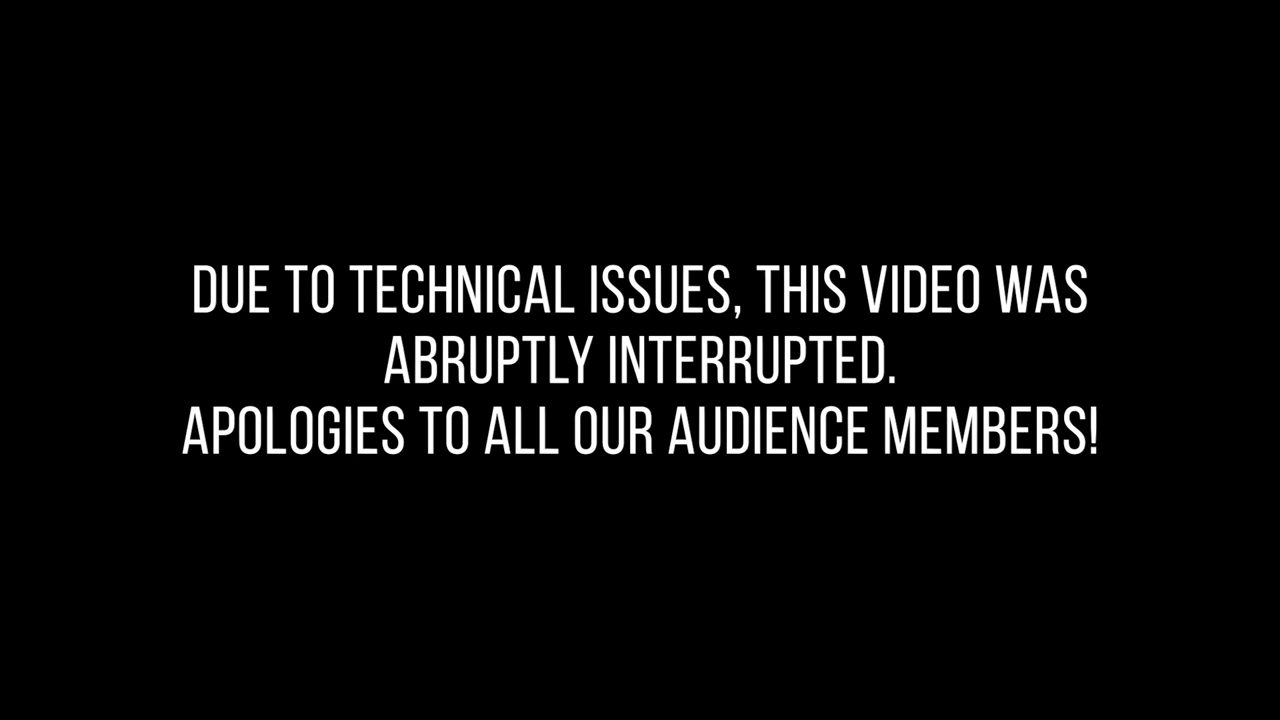 DUE TO TECHNICAL ISSUES, THIS VIDEO WAS
ABRUPTLY INTERRUPTED.
APOLOGIES TO ALL OUR AUDIENCE MEMBERS!